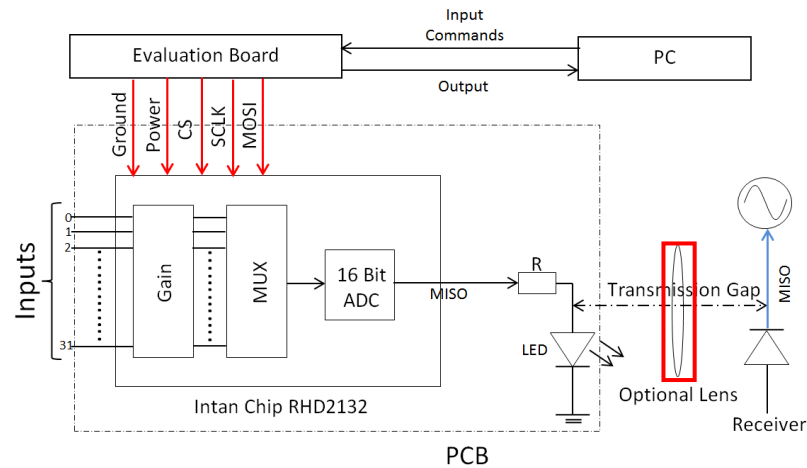 Input
Commands
Evaluation Board
PC
Output
Ground
Power
CS
SCLK
MOSI
Inputs
0
1
2
31
Gain
MUX
16 Bit
ADC
MISO
R
LED
Transmission Gap
MISO
Optional Lens
Receiver
Intan Chip RHD2132
PCB